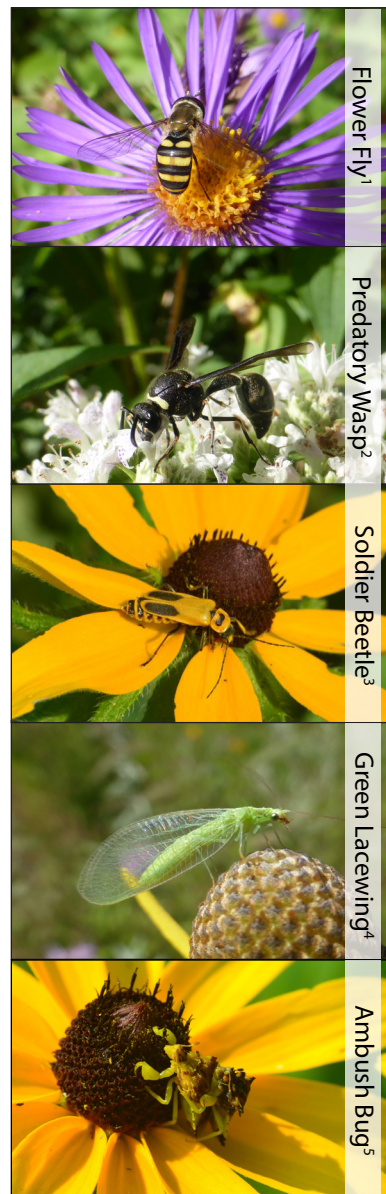 Flower Fly¹
Predatory Wasp²
Soldier Beetle³
Green Lacewing⁴
Ambush Bug⁵